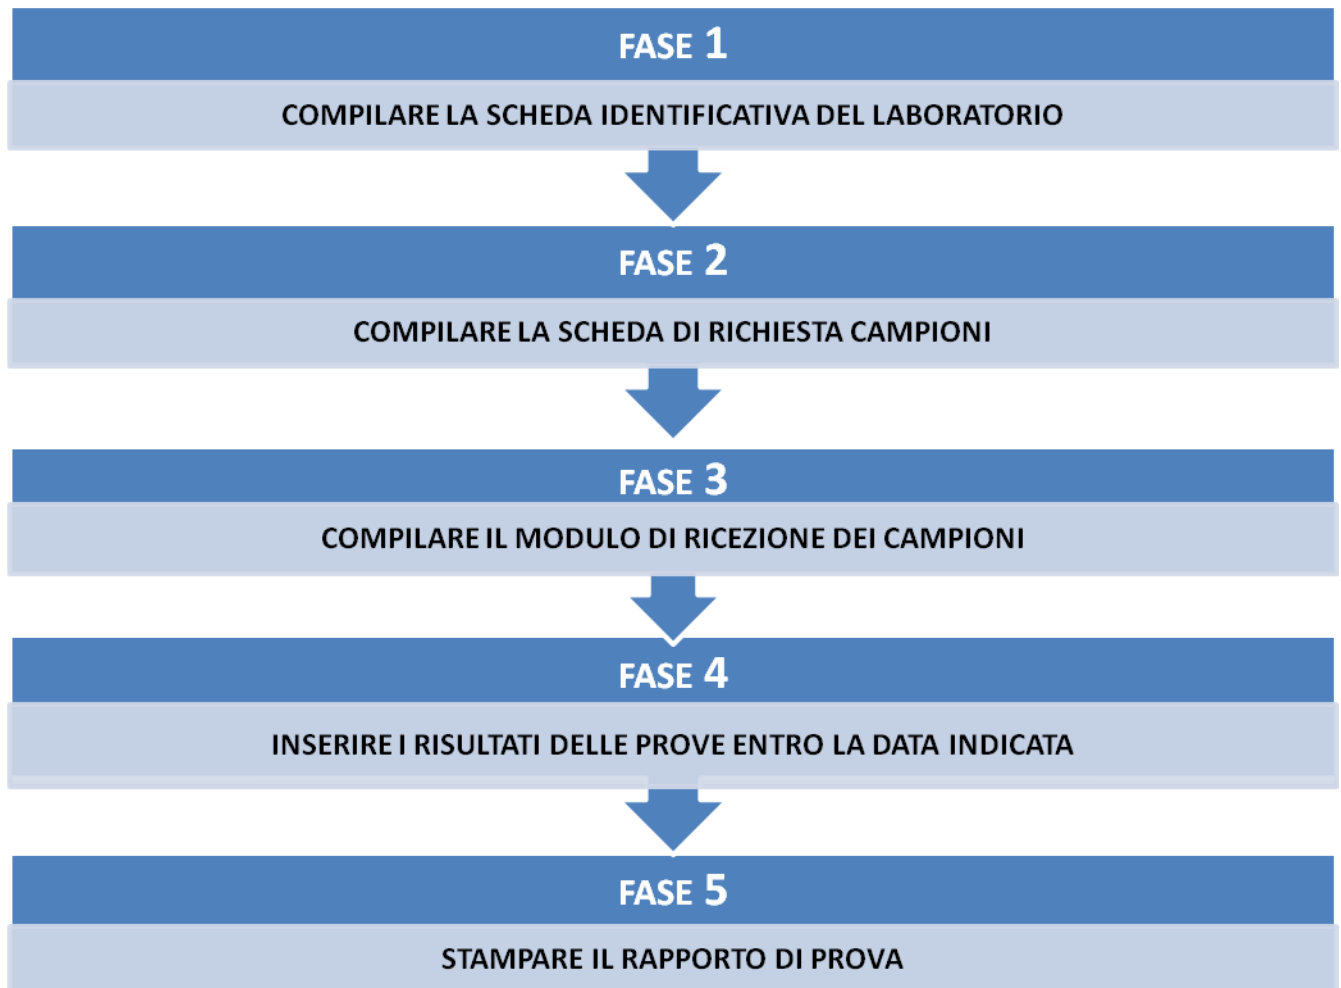 FASE 1
COMPILARE LA SCHEDA IDENTIFICATIVA DEL LABORATORIO
FASE 2
COMPILARE LA SCHEDA DI RICHIESTA CAMPIONI
FASE 3
COMPILARE IL MODULO DI RICEZIONE DEI CAMPIONI
FASE 4
INSERIRE I RISULTATI DELLE PROVE ENTRO LA DATA INDICATA
FASE 5
STAMPARE IL RAPPORTO DI PROVA